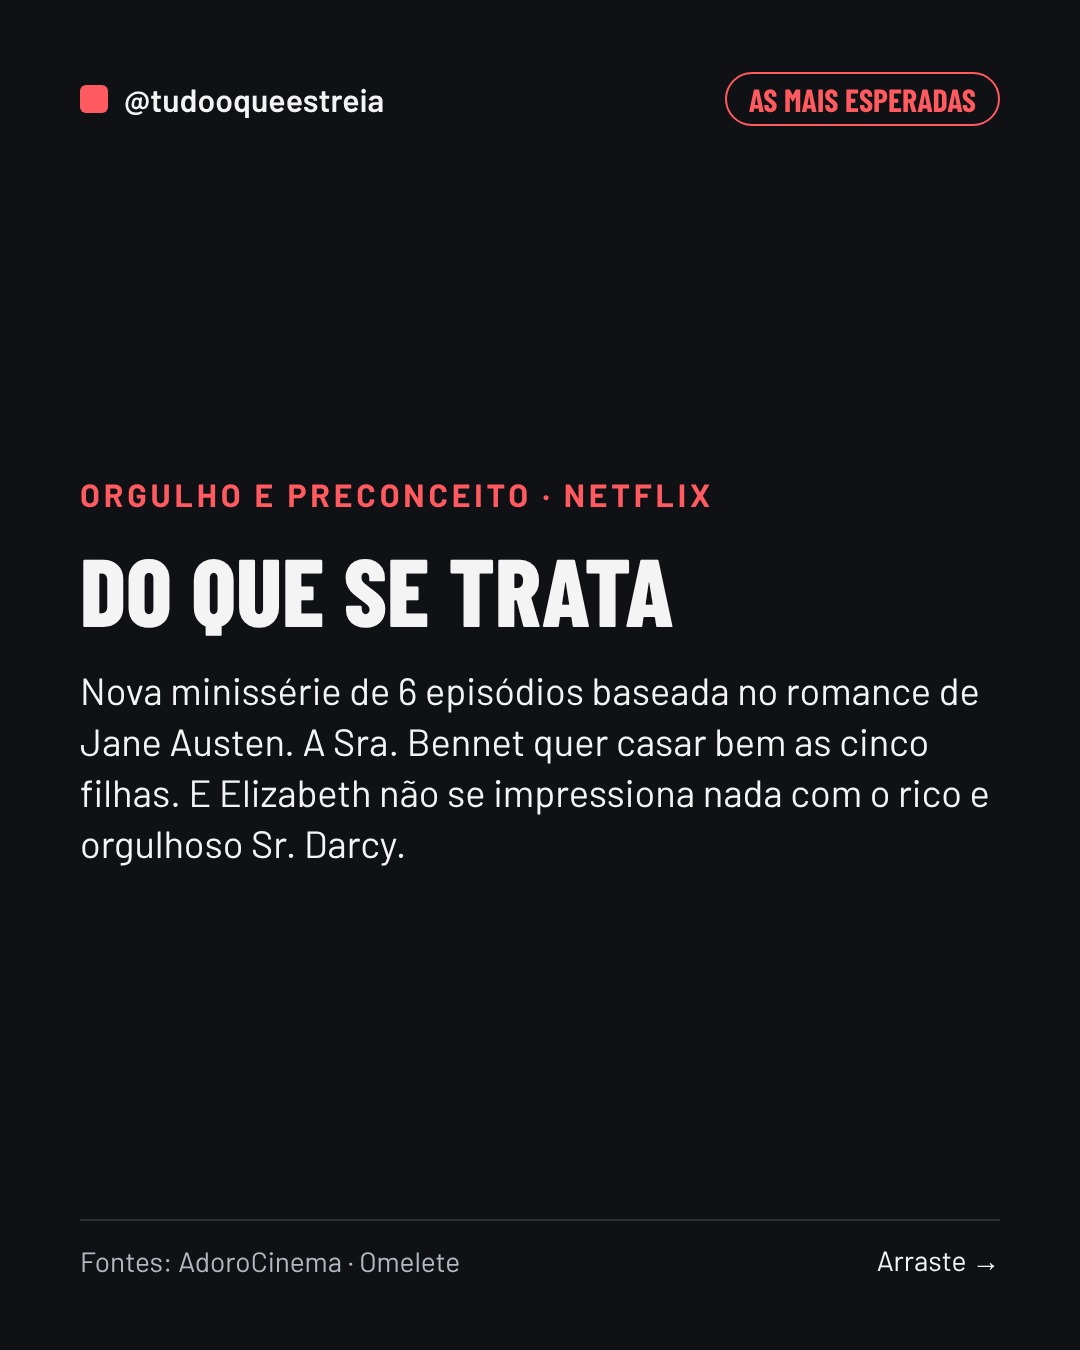 @tudooqueestreia
AS MAIS ESPERADAS
ORGULHO E PRECONCEITO · NETFLIX
DO QUE SE TRATA
Nova minissérie de 6 episódios baseada no romance de
Jane Austen. A Sra. Bennet quer casar bem as cinco
filhas. E Elizabeth não se impressiona nada com o rico e
orgulhoso Sr. Darcy.
Fontes: AdoroCinema · Omelete
Arraste →